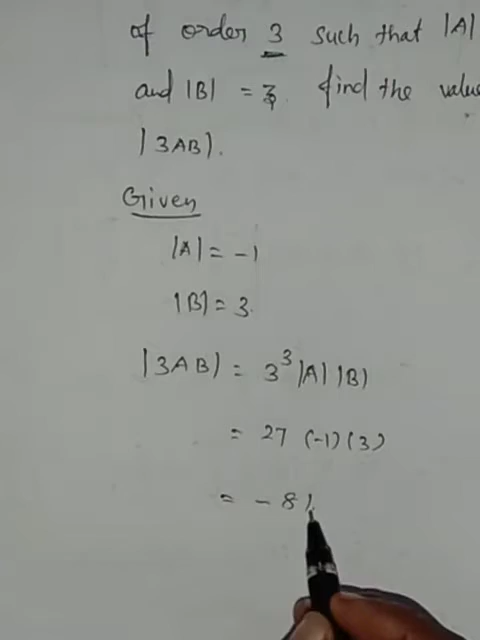 of order 3 such that |A|
and |B| = 3. find the value
|3AB|.
Given
|A| = -1
|B| = 3.
|3AB| = 3³ |A| |B|
= 27 (-1) (3)
= -81